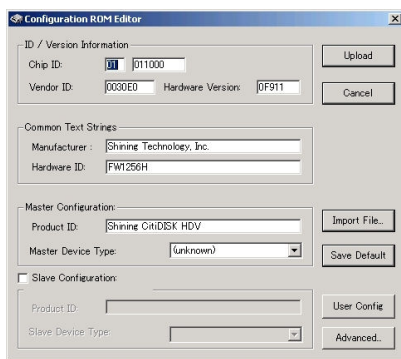 Configuration ROM Editor
ID / Version Information
Chip ID: 01 011000
Vendor ID: 0030E0 Hardware Version: 0F911
Upload
Cancel
Common Text Strings
Manufacturer : Shining Technology, Inc.
Hardware ID: FW1256H
Master Configuration:
Product ID: Shining CitiDISK HDV
Master Device Type: (unknown)
Import File..
Save Default
Slave Configuration:
Product ID:
Slave Device Type:
User Config
Advanced..